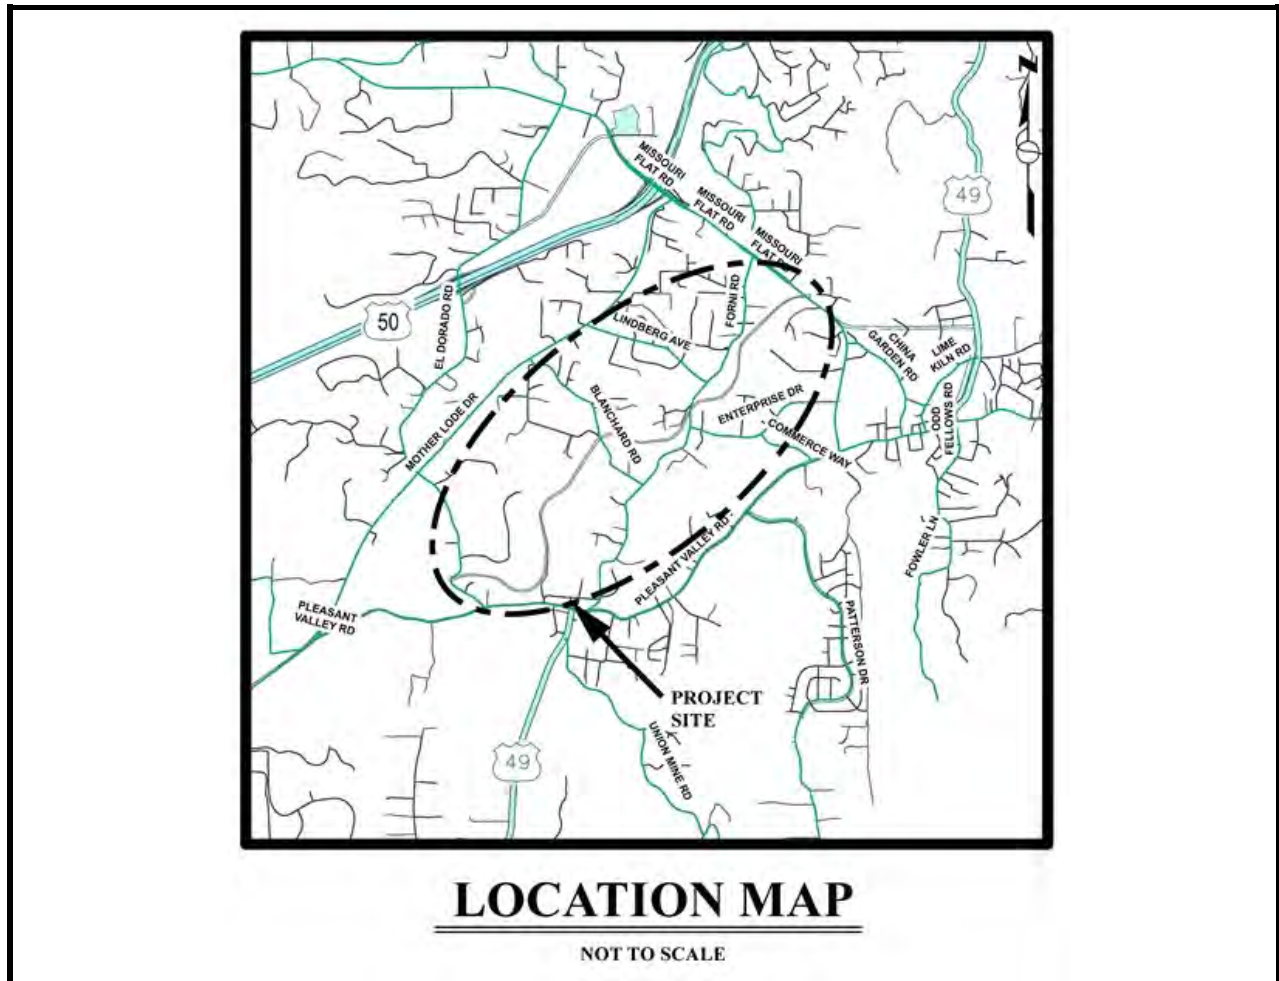 N
MISSOURI
FLAT RD
MISSOURI
FLAT RD
MISSOURI
FLAT RD
49
50
EL DORADO RD
FORNI RD
LINDBERG AVE
CHINA
GARDEN RD
LIME
KILN RD
MOTHER LODE DR
BLANCHARD RD
ENTERPRISE DR
COMMERCE WAY
ODD
FELLOWS RD
PLEASANT VALLEY RD
FOWLER LN
PLEASANT
VALLEY RD
PATTERSON DR
PROJECT
SITE
49
UNION MINE RD
LOCATION MAP
NOT TO SCALE